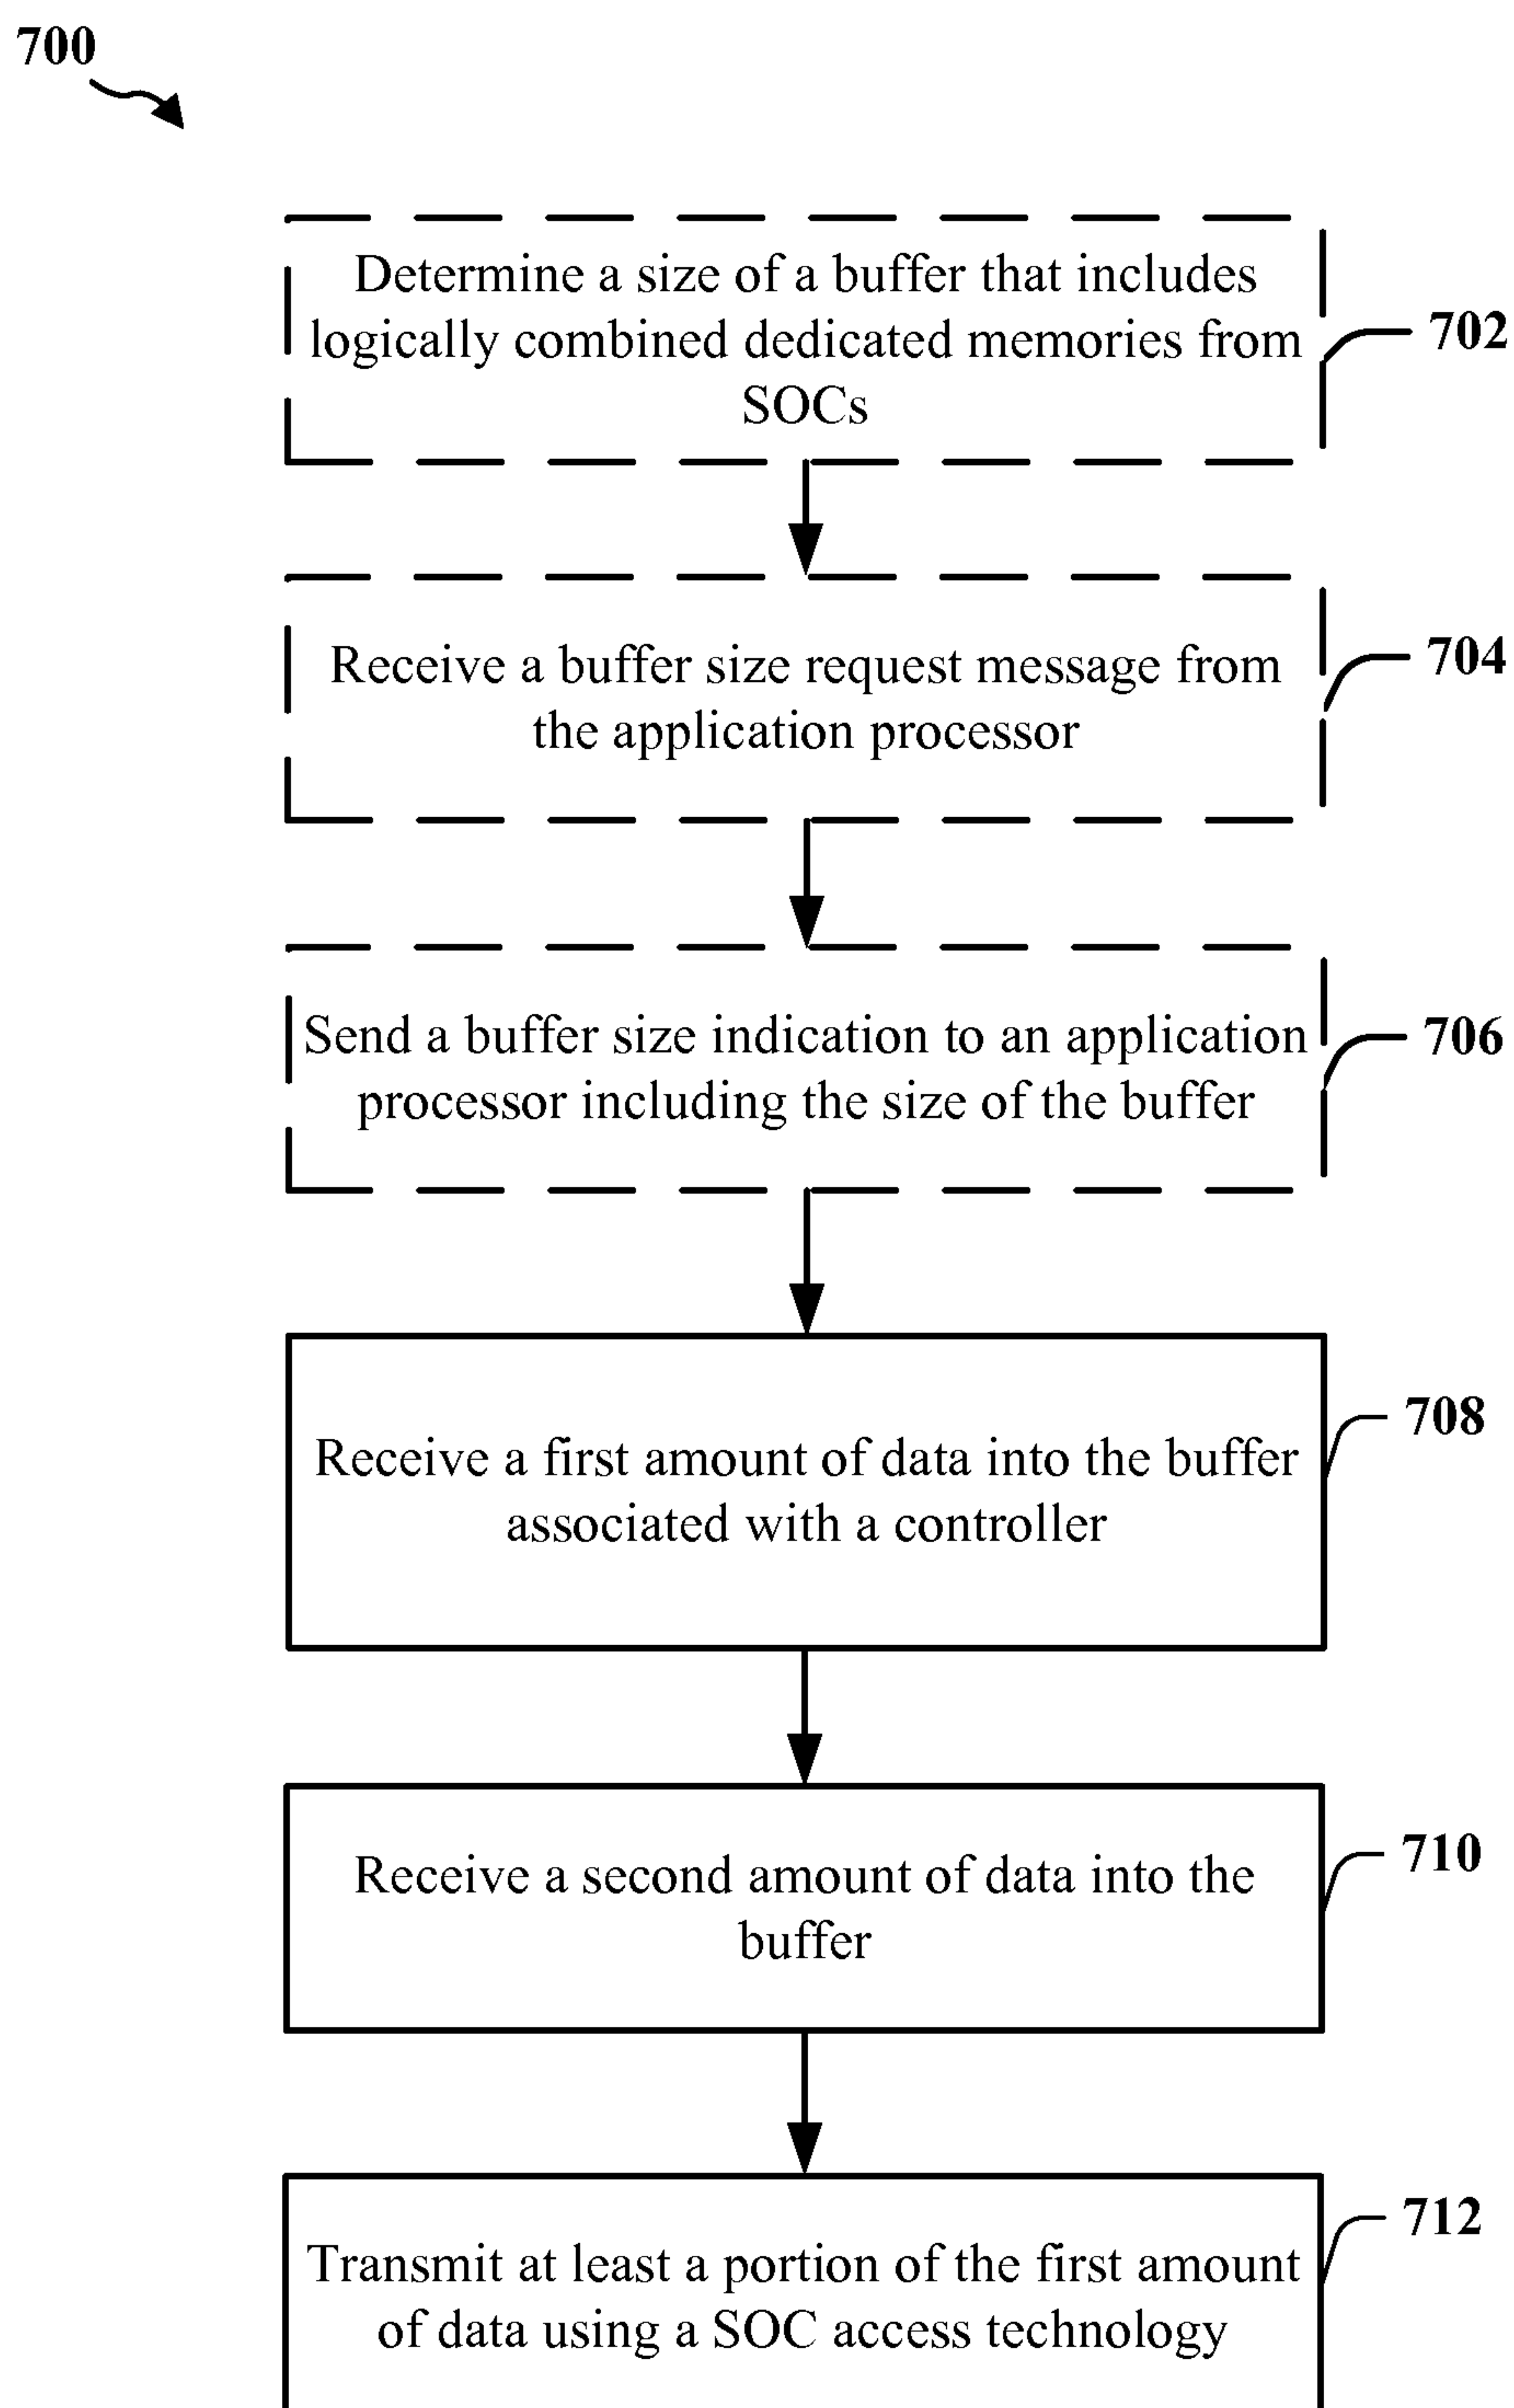 700
Determine a size of a buffer that includes
logically combined dedicated memories from
SOCs
702
Receive a buffer size request message from
the application processor
704
Send a buffer size indication to an application
processor including the size of the buffer
706
Receive a first amount of data into the buffer
associated with a controller
708
Receive a second amount of data into the
buffer
710
Transmit at least a portion of the first amount
of data using a SOC access technology
712